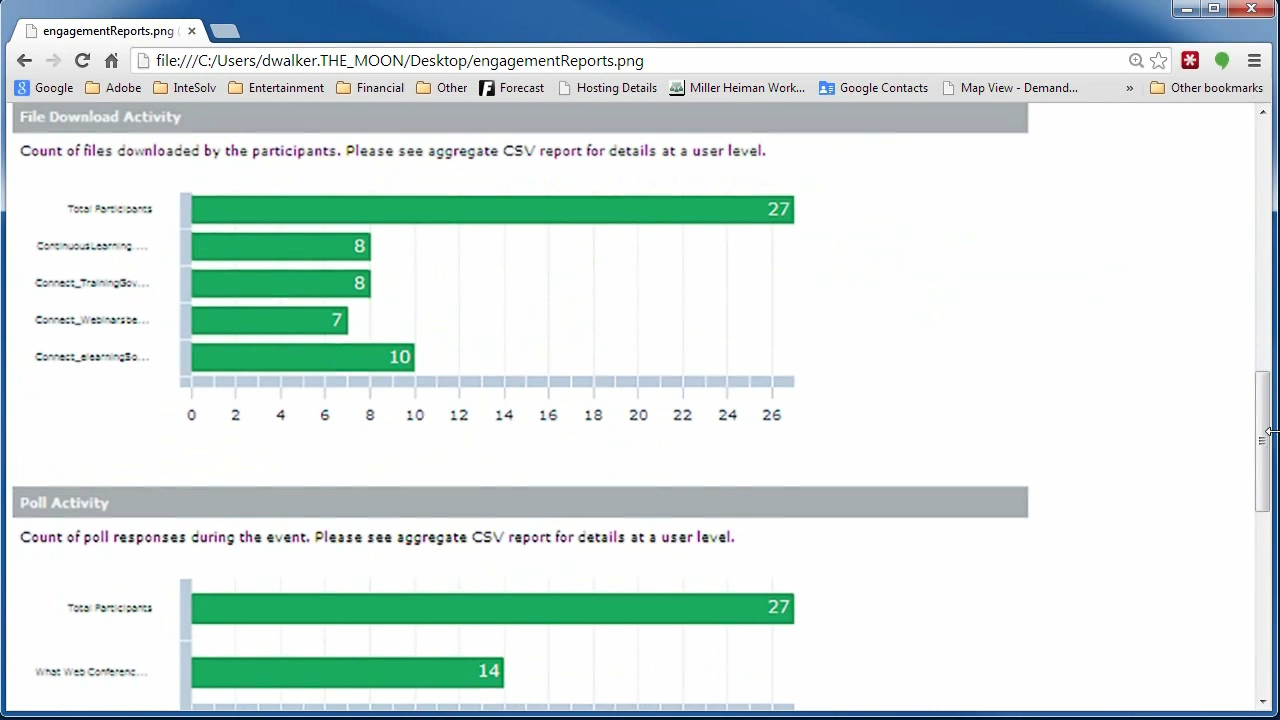 engagementReports.png (
file:///C:/Users/dwalker.THE_MOON/Desktop/engagementReports.png
Google Adobe InteSolv Entertainment Financial Other Forecast Hosting Details Miller Heiman Work... Google Contacts Map View - Demand... » Other bookmarks
File Download Activity
Count of files downloaded by the participants. Please see aggregate CSV report for details at a user level.
Total Participants 27
ContinuousLearning.... 8
Connect_TrainingGov... 8
Connect_Webinarsbe... 7
Connect_elearningSo... 10
0 2 4 6 8 10 12 14 16 18 20 22 24 26
Poll Activity
Count of poll responses during the event. Please see aggregate CSV report for details at a user level.
Total Participants 27
What Web Conferenc... 14